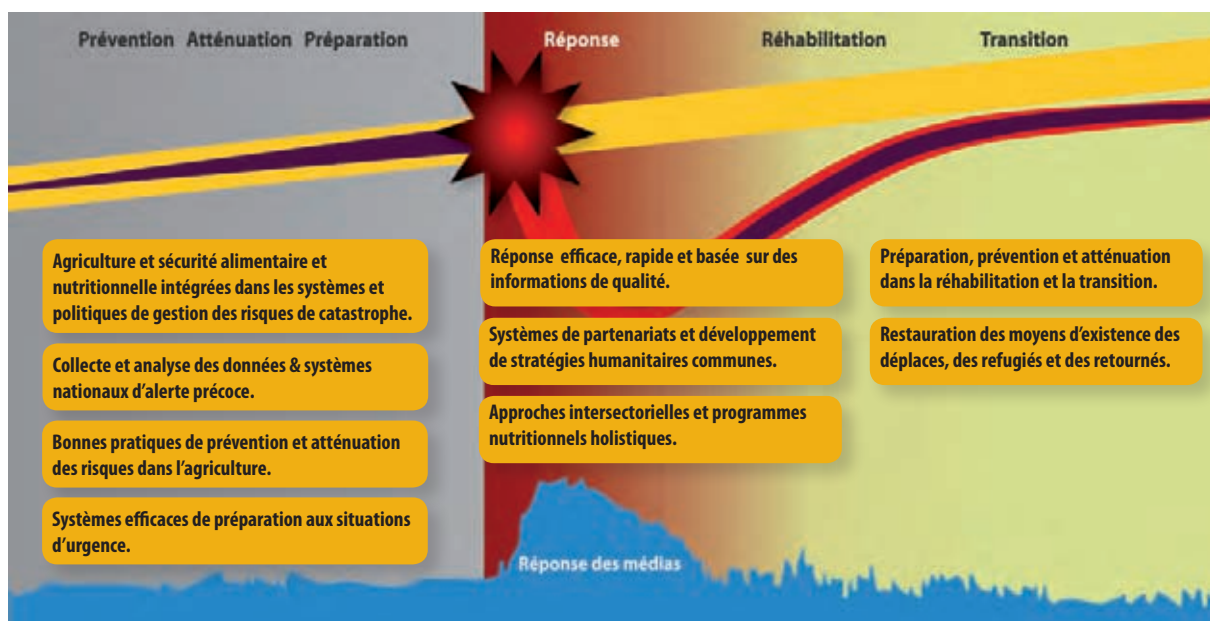 Prévention Atténuation Préparation
Réponse
Réhabilitation
Transition
Agriculture et sécurité alimentaire et
nutritionnelle intégrées dans les systèmes et
politiques de gestion des risques de catastrophe.
Collecte et analyse des données & systèmes
nationaux d'alerte précoce.
Bonnes pratiques de prévention et atténuation
des risques dans l'agriculture.
Systèmes efficaces de préparation aux situations
d'urgence.
Réponse efficace, rapide et basée sur des
informations de qualité.
Systèmes de partenariats et développement
de stratégies humanitaires communes.
Approches intersectorielles et programmes
nutritionnels holistiques.
Préparation, prévention et atténuation
dans la réhabilitation et la transition.
Restauration des moyens d'existence des
déplaces, des refugiés et des retournés.
Réponse des médias